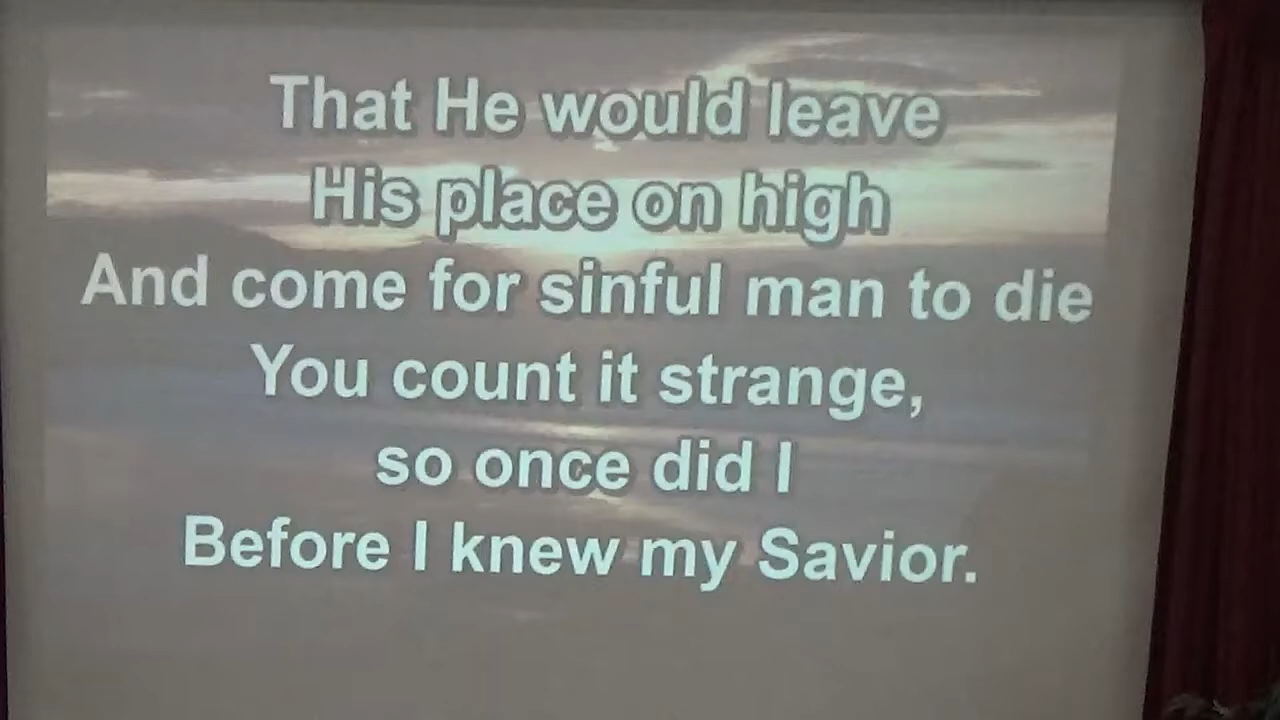 That He would leave
His place on high
And come for sinful man to die
You count it strange,
so once did I
Before I knew my Savior.